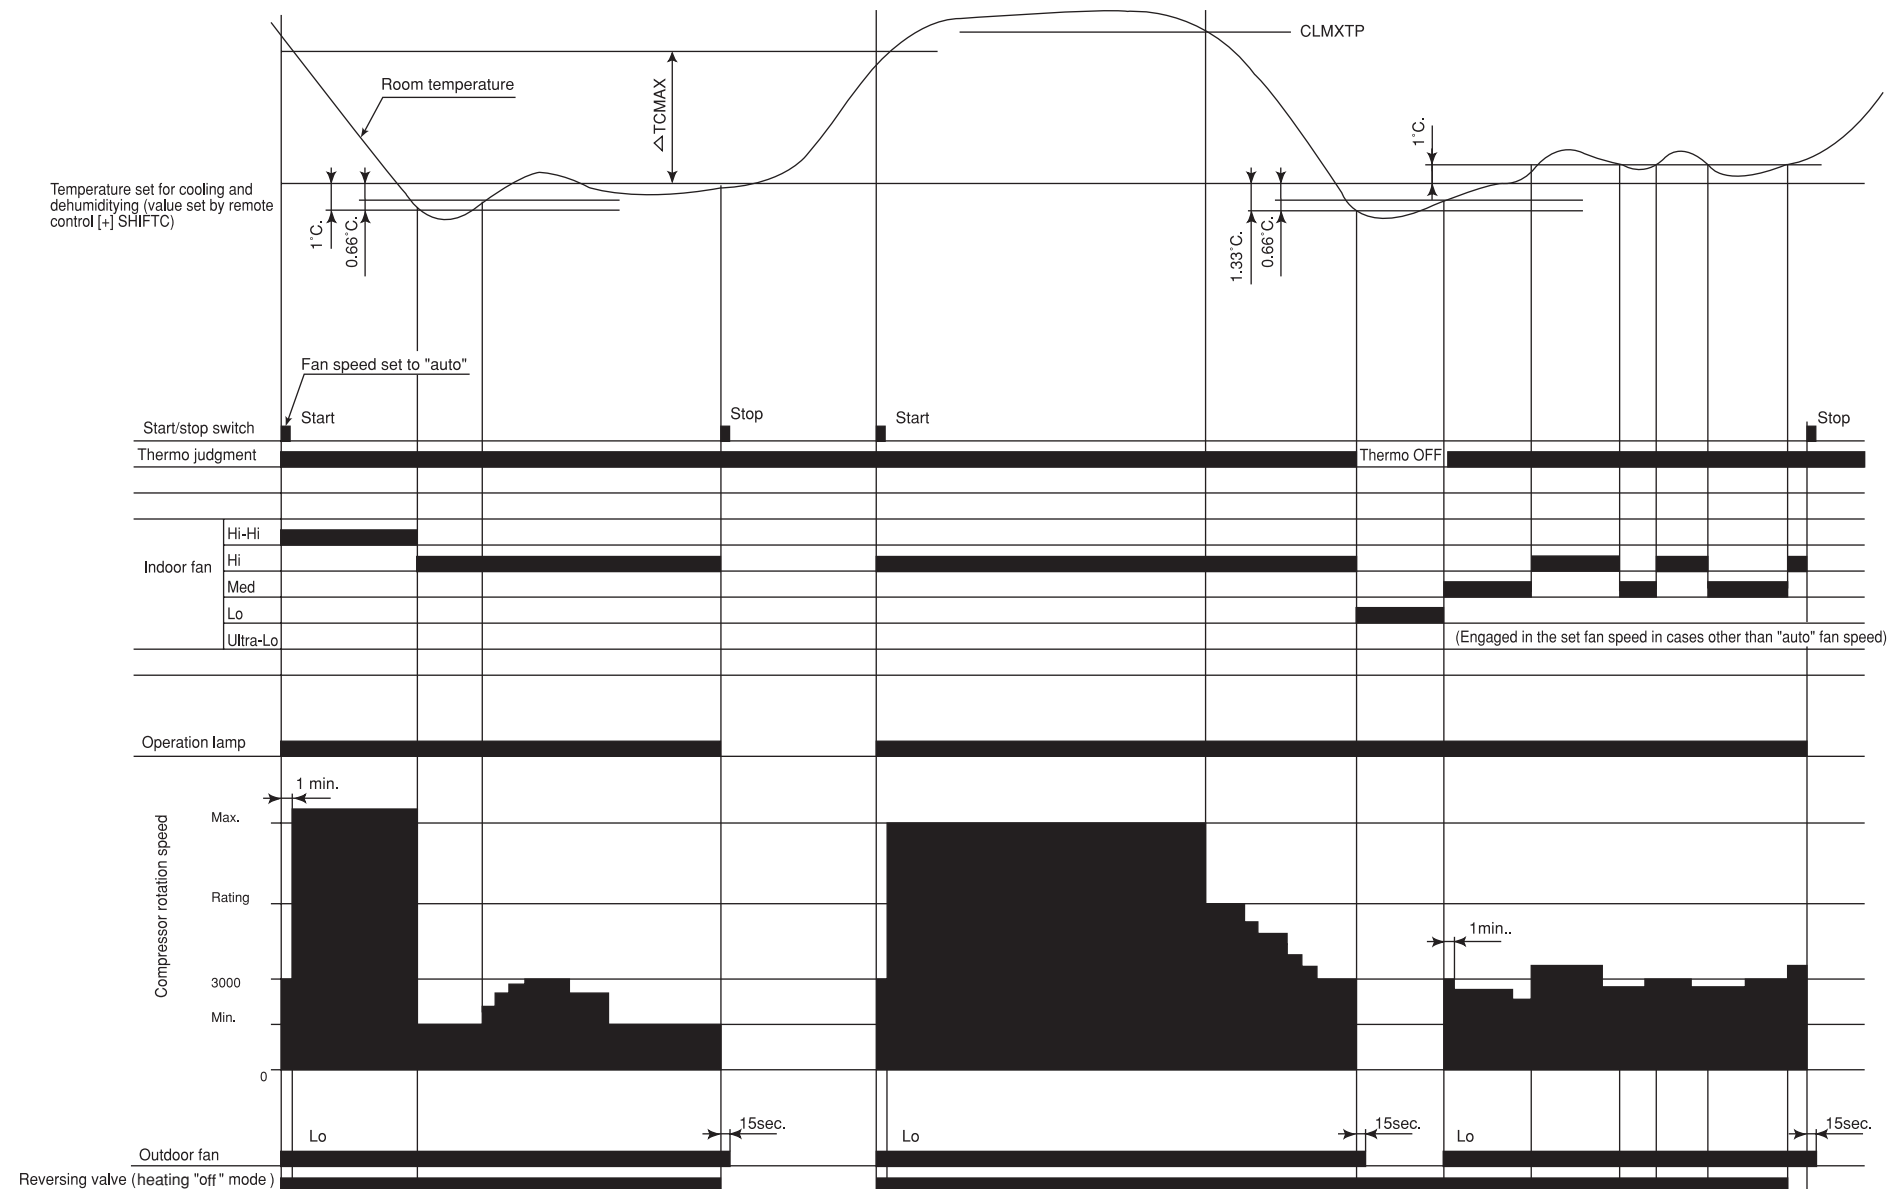 CLMXTP
Room temperature
△TCMAX
1°C.
Temperature set for cooling and
dehumiditying (value set by remote
control [+] SHIFTC)
1°C.
0.66°C.
1.33°C.
0.66°C.
Fan speed set to "auto"
Start
Stop
Start
Stop
Start/stop switch
Thermo judgment
Thermo OFF
Indoor fan
Hi-Hi
Hi
Med
Lo
Ultra-Lo
(Engaged in the set fan speed in cases other than "auto" fan speed)
Operation lamp
1 min.
Compressor rotation speed
Max.
Rating
3000
Min.
0
1min..
15sec.
15sec.
15sec.
Lo
Lo
Lo
Outdoor fan
Reversing valve (heating "off" mode)